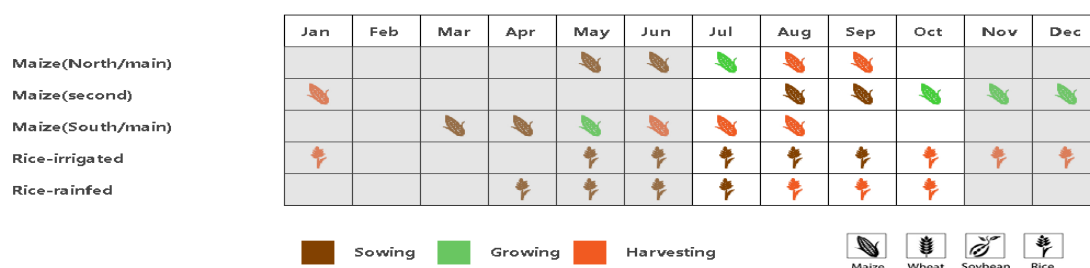 Jan Feb Mar Apr May Jun Jul Aug Sep Oct Nov Dec
Maize(North/main)
Maize(second)
Maize(South/main)
Rice-irrigated
Rice-rainfed
Sowing Growing Harvesting
Maize Wheat Soybean Rice